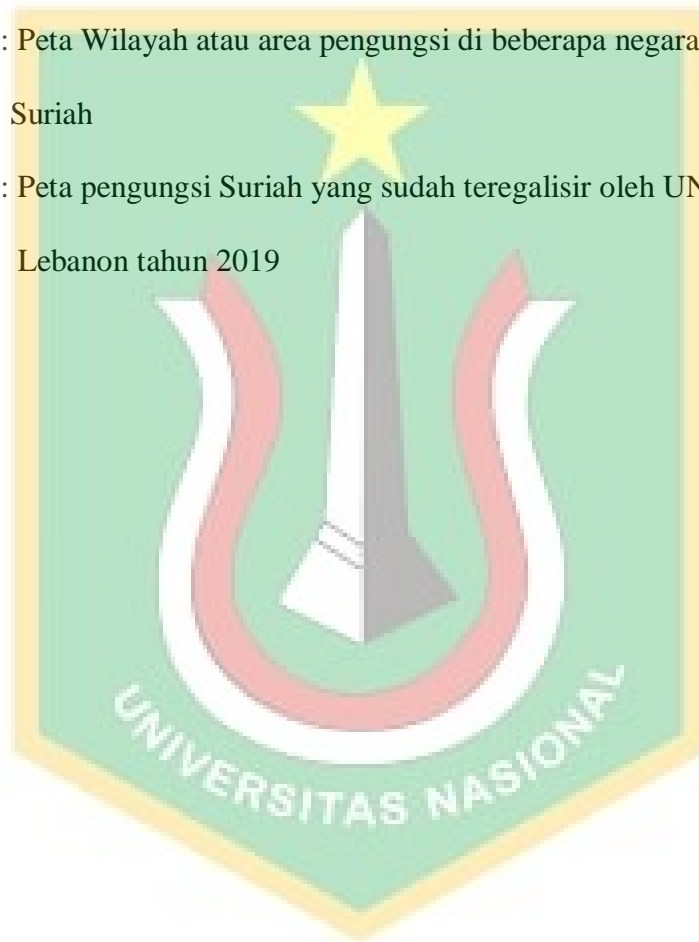 : Peta Wilayah atau area pengungsi di beberapa negara
Suriah
: Peta pengungsi Suriah yang sudah teregalisir oleh
Lebanon tahun 2019
UNIVERSITAS NASIONAL